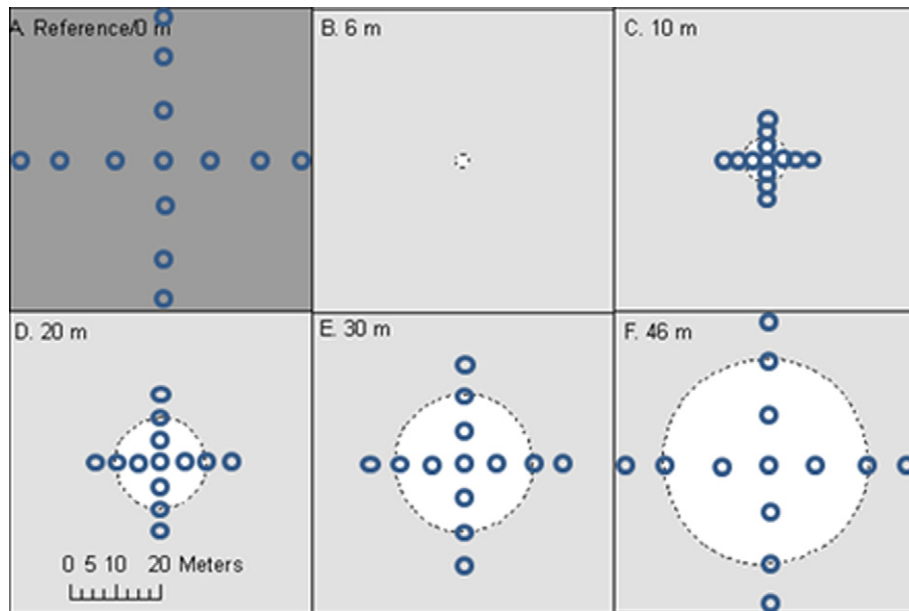 A. Reference/0 m
B. 6 m
C. 10 m
D. 20 m
E. 30 m
F. 46 m
0 5 10 20 Meters